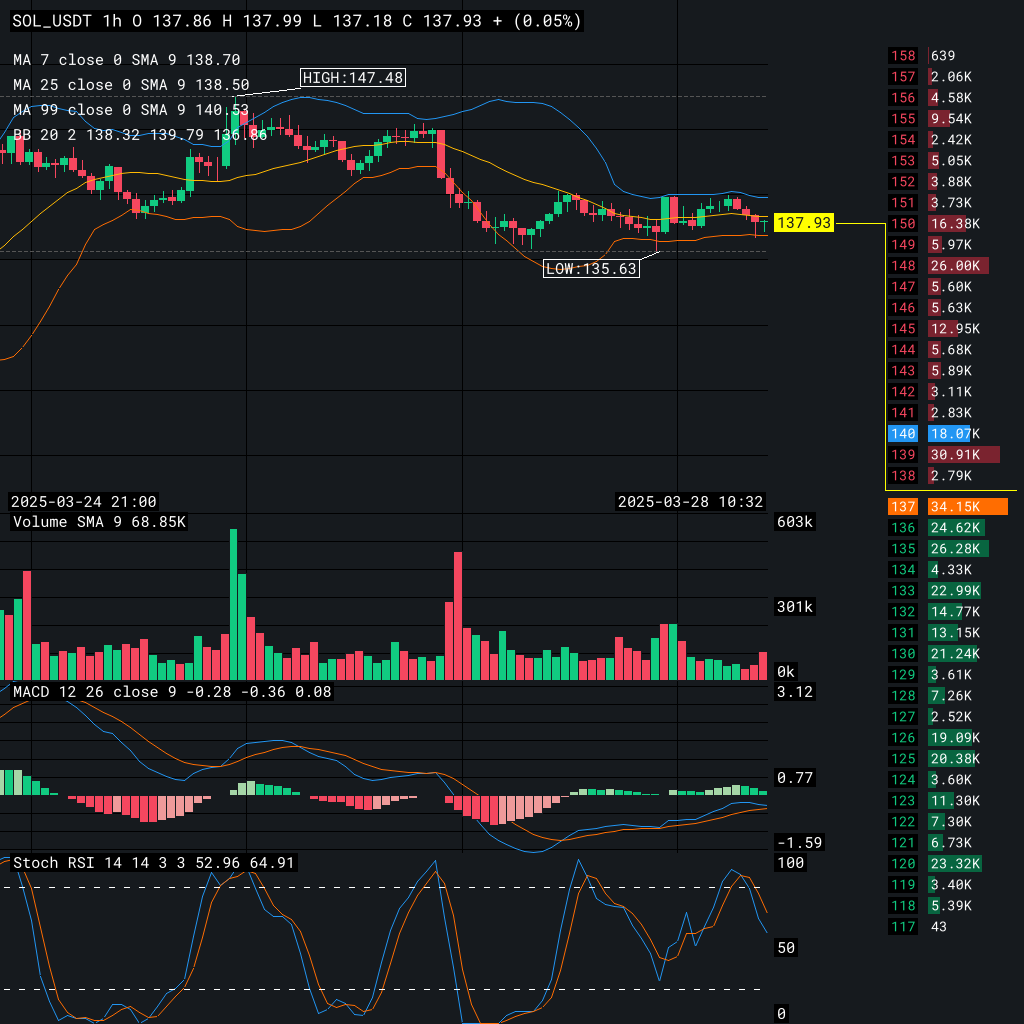 SOL_USDT 1h O 137.86 H 137.99 L 137.18 C 137.93 + (0.05%)
MA 7 close 0 SMA 9 138.70
MA 25 close 0 SMA 9 138.50
MA 99 close 0 SMA 9 140.53
BB 20 2 138.32 139.79 136.86
HIGH:147.48
LOW:135.63
137.93
2025-03-24 21:00
2025-03-28 10:32
Volume SMA 9 68.85K
603k
301k
0k
MACD 12 26 close 9 -0.28 -0.36 0.08
3.12
0.77
-1.59
Stoch RSI 14 14 3 3 52.96 64.91
100
50
0
158 639
157 2.06K
156 4.58K
155 9.54K
154 2.42K
153 5.05K
152 3.88K
151 3.73K
150 16.38K
149 5.97K
148 26.00K
147 5.60K
146 5.63K
145 12.95K
144 5.68K
143 5.89K
142 3.11K
141 2.83K
140 18.07K
139 30.91K
138 2.79K
137 34.15K
136 24.62K
135 26.28K
134 4.33K
133 22.99K
132 14.77K
131 13.15K
130 21.24K
129 3.61K
128 7.26K
127 2.52K
126 19.09K
125 20.38K
124 3.60K
123 11.30K
122 7.30K
121 6.73K
120 23.32K
119 3.40K
118 5.39K
117 43